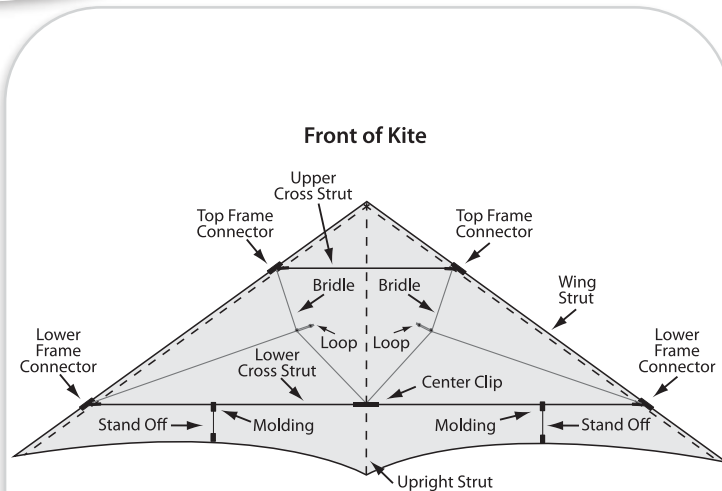 Front of Kite
Upper
Cross Strut
Top Frame
Connector
Top Frame
Connector
Bridle
Bridle
Wing
Strut
Lower
Frame
Connector
Loop
Loop
Lower
Frame
Connector
Lower
Cross Strut
Center Clip
Stand Off
Molding
Molding
Stand Off
Upright Strut